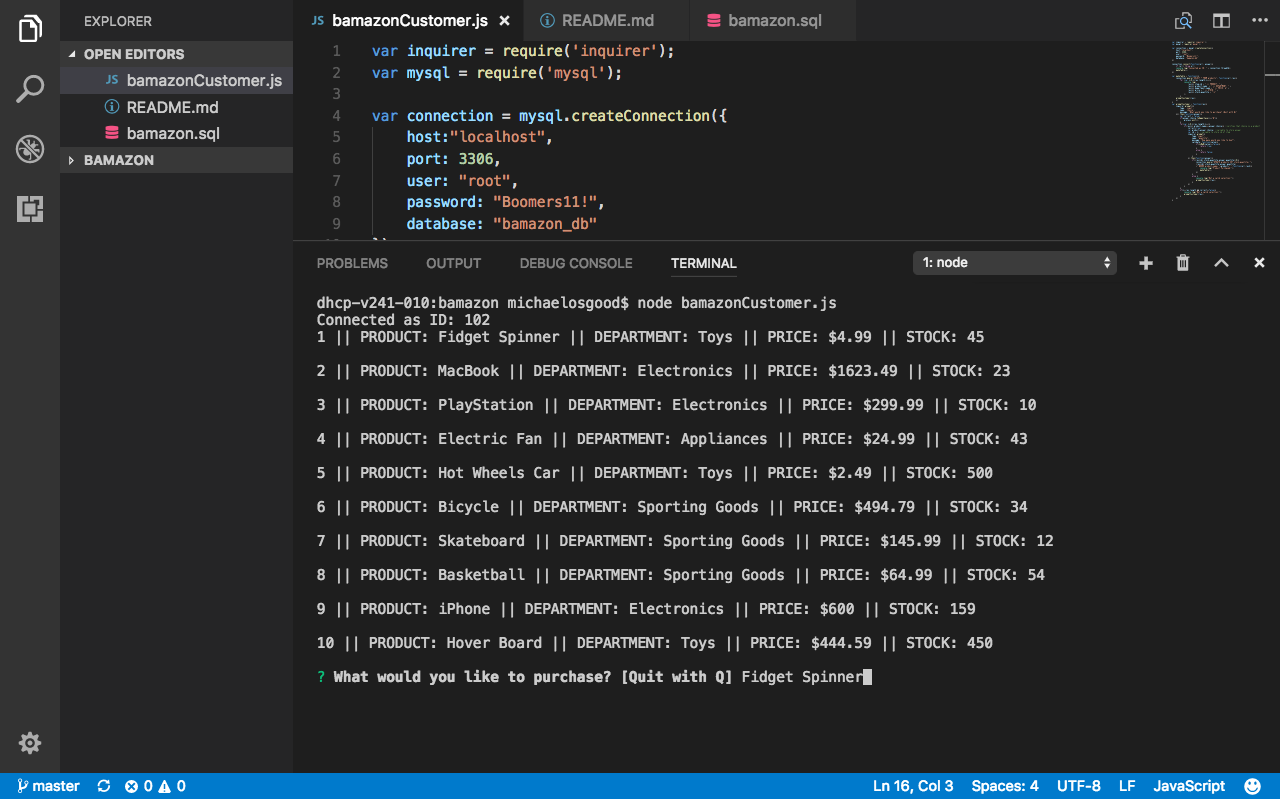 EXPLORER
OPEN EDITORS
JS bamazonCustomer.js
README.md
bamazon.sql
BAMAZON
JS bamazonCustomer.js
README.md
bamazon.sql
1 var inquirer = require('inquirer');
2 var mysql = require('mysql');
3
4 var connection = mysql.createConnection({
5 host:"localhost",
6 port: 3306,
7 user: "root",
8 password: "Boomers11!",
9 database: "bamazon_db"
PROBLEMS OUTPUT DEBUG CONSOLE TERMINAL 1: node
dhcp-v241-010:bamazon michaelosgood$ node bamazonCustomer.js
Connected as ID: 102
1 || PRODUCT: Fidget Spinner || DEPARTMENT: Toys || PRICE: $4.99 || STOCK: 45
2 || PRODUCT: MacBook || DEPARTMENT: Electronics || PRICE: $1623.49 || STOCK: 23
3 || PRODUCT: PlayStation || DEPARTMENT: Electronics || PRICE: $299.99 || STOCK: 10
4 || PRODUCT: Electric Fan || DEPARTMENT: Appliances || PRICE: $24.99 || STOCK: 43
5 || PRODUCT: Hot Wheels Car || DEPARTMENT: Toys || PRICE: $2.49 || STOCK: 500
6 || PRODUCT: Bicycle || DEPARTMENT: Sporting Goods || PRICE: $494.79 || STOCK: 34
7 || PRODUCT: Skateboard || DEPARTMENT: Sporting Goods || PRICE: $145.99 || STOCK: 12
8 || PRODUCT: Basketball || DEPARTMENT: Sporting Goods || PRICE: $64.99 || STOCK: 54
9 || PRODUCT: iPhone || DEPARTMENT: Electronics || PRICE: $600 || STOCK: 159
10 || PRODUCT: Hover Board || DEPARTMENT: Toys || PRICE: $444.59 || STOCK: 450
? What would you like to purchase? [Quit with Q] Fidget Spinner
master 0 0 Ln 16, Col 3 Spaces: 4 UTF-8 LF JavaScript